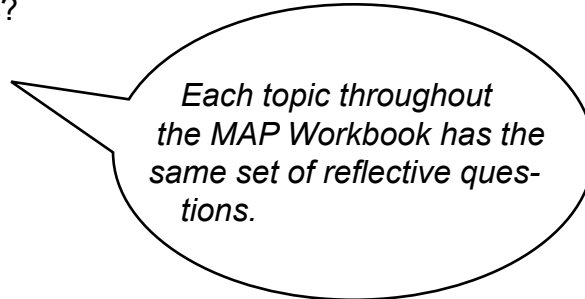 ?
Each topic throughout
the MAP Workbook has the
same set of reflective ques-
tions.